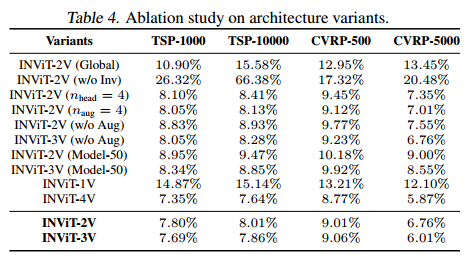 Table 4. Ablation study on architecture variants.
Variants TSP-1000 TSP-10000 CVRP-500 CVRP-5000
INViT-2V (Global) 10.90% 15.58% 12.95% 13.45%
INViT-2V (w/o Inv) 26.32% 66.38% 17.32% 20.48%
INViT-2V (n_head = 4) 8.10% 8.41% 9.45% 7.35%
INViT-2V (n_aug = 4) 8.05% 8.13% 9.12% 7.01%
INViT-2V (w/o Aug) 8.83% 8.93% 9.77% 7.55%
INViT-3V (w/o Aug) 8.05% 8.28% 9.23% 6.76%
INViT-2V (Model-50) 8.95% 9.47% 10.18% 9.00%
INViT-3V (Model-50) 8.34% 8.85% 9.92% 8.55%
INViT-1V 14.87% 15.14% 13.21% 12.10%
INViT-4V 7.35% 7.64% 8.77% 5.87%
INViT-2V 7.80% 8.01% 9.01% 6.76%
INViT-3V 7.69% 7.86% 9.06% 6.01%